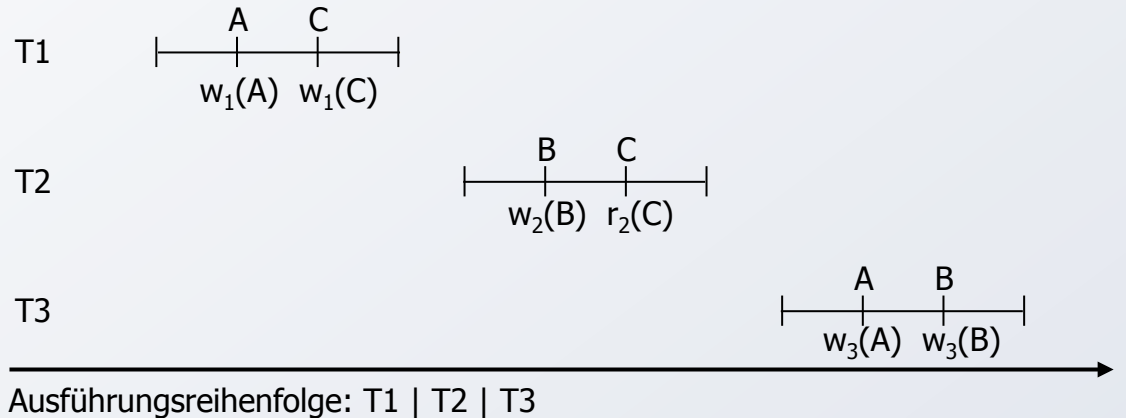 A C
T1
w₁(A) w₁(C)
B C
T2
w₂(B) r₂(C)
A B
T3
w₃(A) w₃(B)
Ausführungsreihenfolge: T1 | T2 | T3